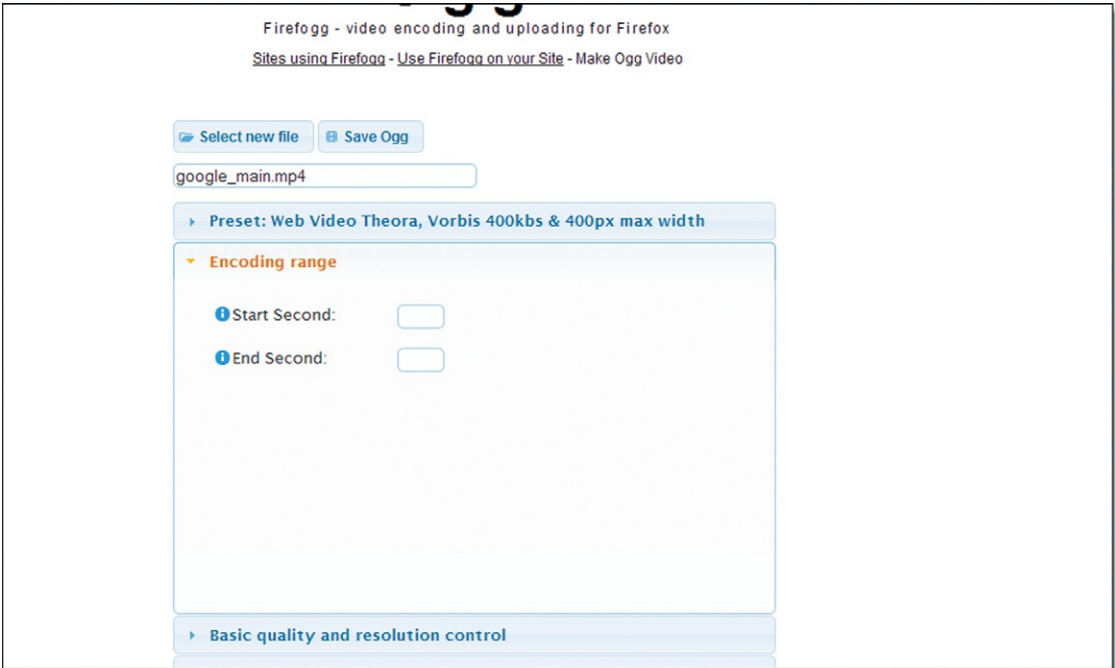 Firefogg - video encoding and uploading for Firefox
Sites using Firefogg - Use Firefogg on your Site - Make Ogg Video
Select new file Save Ogg
google_main.mp4
Preset: Web Video Theora, Vorbis 400kbs & 400px max width
Encoding range
Start Second:
End Second:
Basic quality and resolution control